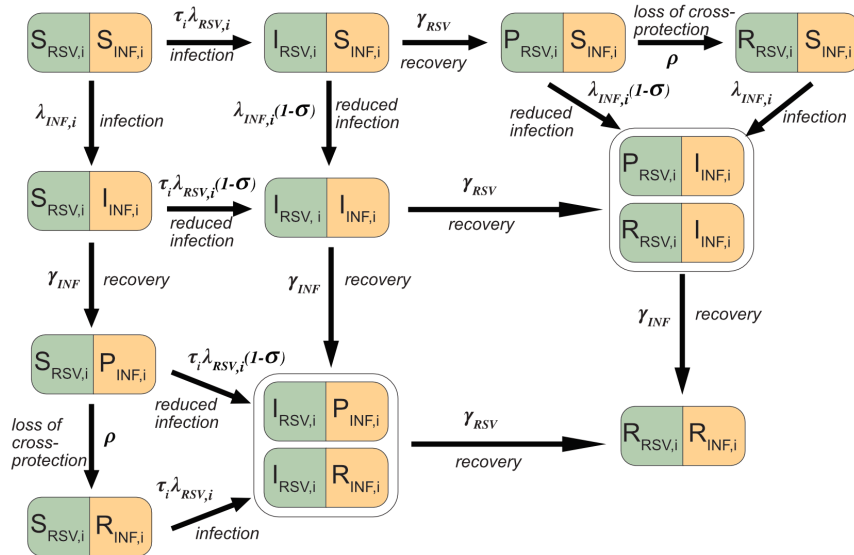 S_RSV,i S_INF,i
τ_i λ_RSV,i
infection
I_RSV,i S_INF,i
γ_RSV
recovery
P_RSV,i S_INF,i
loss of cross-
protection
ρ
R_RSV,i S_INF,i
λ_INF,i
infection
λ_INF,i(1-σ)
reduced
infection
reduced
infection
λ_INF,i(1-σ)
λ_INF,i
infection
S_RSV,i I_INF,i
τ_i λ_RSV,i(1-σ)
reduced
infection
I_RSV, i I_INF,i
γ_RSV
recovery
P_RSV,i I_INF,i
R_RSV,i I_INF,i
γ_INF
recovery
γ_INF
recovery
γ_INF
recovery
S_RSV,i P_INF,i
τ_i λ_RSV,i(1-σ)
reduced
infection
I_RSV,i P_INF,i
I_RSV,i R_INF,i
γ_RSV
recovery
R_RSV,i R_INF,i
loss of
cross-
protection
ρ
S_RSV,i R_INF,i
τ_i λ_RSV,i
infection